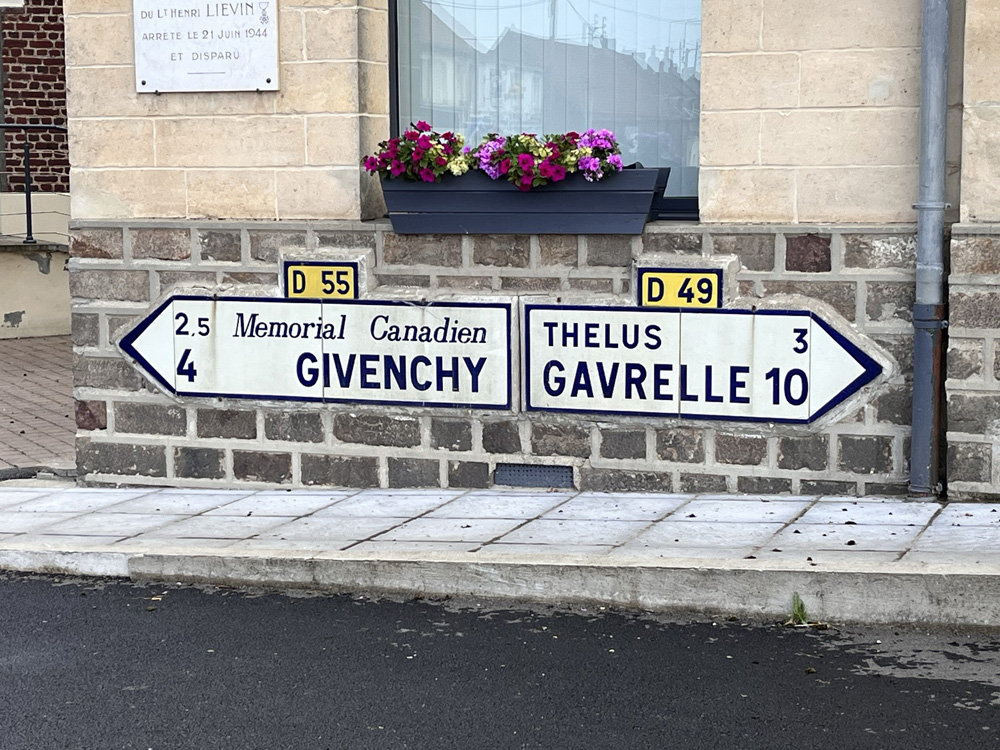 DU LT HENRI LIEVIN
ARRÊTÉ LE 21 JUIN 1944
ET DISPARU
D 55
2,5 Memorial Canadien
4 GIVENCHY
D 49
THELUS 3
GAVRELLE 10